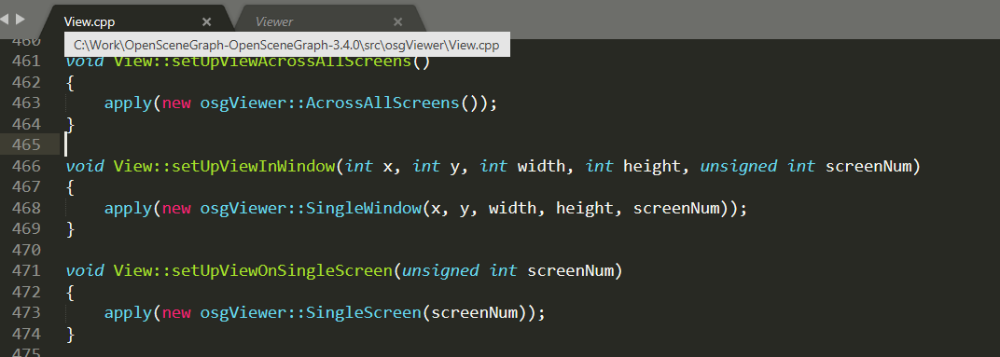 View.cpp × Viewer ×
460
C:\Work\OpenSceneGraph-OpenSceneGraph-3.4.0\src\osgViewer\View.cpp
461 void View::setUpViewAcrossAllScreens()
462 {
463     apply(new osgViewer::AcrossAllScreens());
464 }
465
466 void View::setUpViewInWindow(int x, int y, int width, int height, unsigned int screenNum)
467 {
468     apply(new osgViewer::SingleWindow(x, y, width, height, screenNum));
469 }
470
471 void View::setUpViewOnSingleScreen(unsigned int screenNum)
472 {
473     apply(new osgViewer::SingleScreen(screenNum));
474 }
475